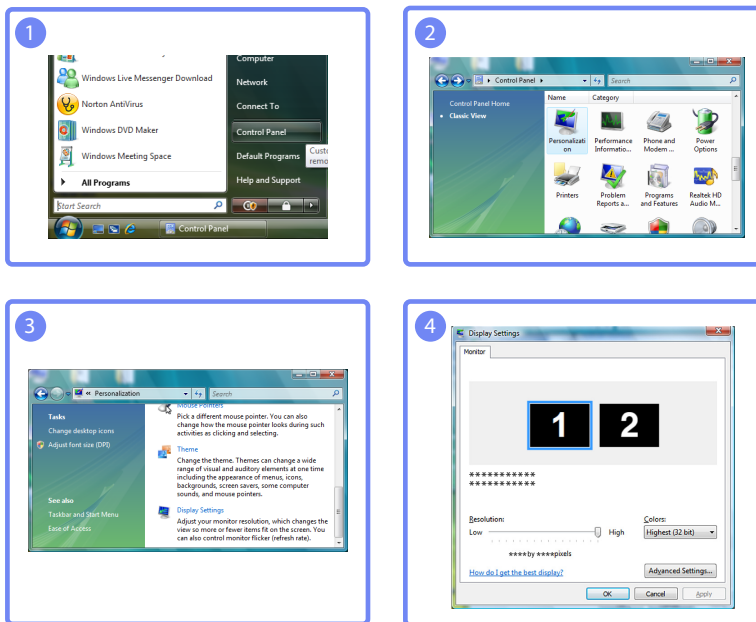 1
Computer
Windows Live Messenger Download
Network
Norton AntiVirus
Connect To
Windows DVD Maker
Control Panel
Windows Meeting Space
Default Programs
All Programs
Help and Support
Start Search
Control Panel
2
Control Panel
Search
Control Panel Home
Classic View
Name Category
Personalizati
on
Performance
Informatio...
Phone and
Modem ...
Power
Options
Printers
Problem
Reports a...
Programs
and Features
Realtek HD
Audio M...
3
« Personalization
Search
Tasks
Change desktop icons
Adjust font size (DPI)
See also
Taskbar and Start Menu
Ease of Access
Mouse Pointers
Pick a different mouse pointer. You can also
change how the mouse pointer looks during such
activities as clicking and selecting.
Theme
Change the theme. Themes can change a wide
range of visual and auditory elements at one time
including the appearance of menus, icons,
backgrounds, screen savers, some computer
sounds, and mouse pointers.
Display Settings
Adjust your monitor resolution, which changes the
view so more or fewer items fit on the screen. You
can also control monitor flicker (refresh rate).
4
Display Settings
Monitor
1 2
***********
***********
Resolution:
Low High
****by ****pixels
Colors:
Highest (32 bit)
How do I get the best display?
Advanced Settings...
OK Cancel Apply